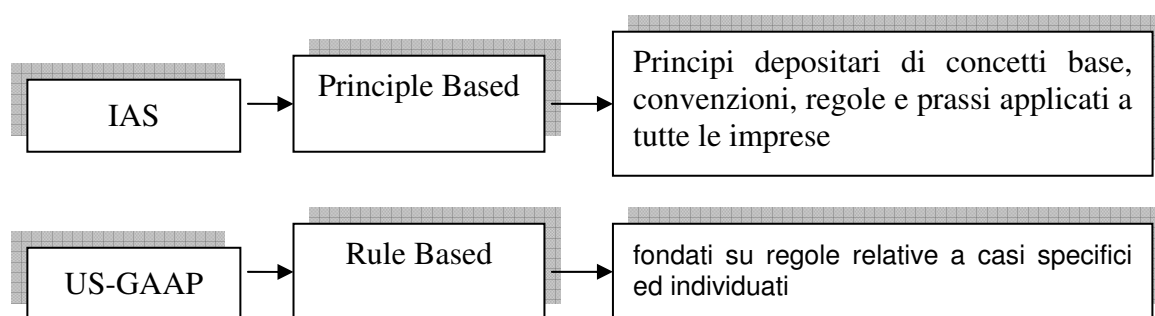 IAS
Principle Based
Principi depositari di concetti base,
convenzioni, regole e prassi applicati a
tutte le imprese
US-GAAP
Rule Based
fondati su regole relative a casi specifici
ed individuati